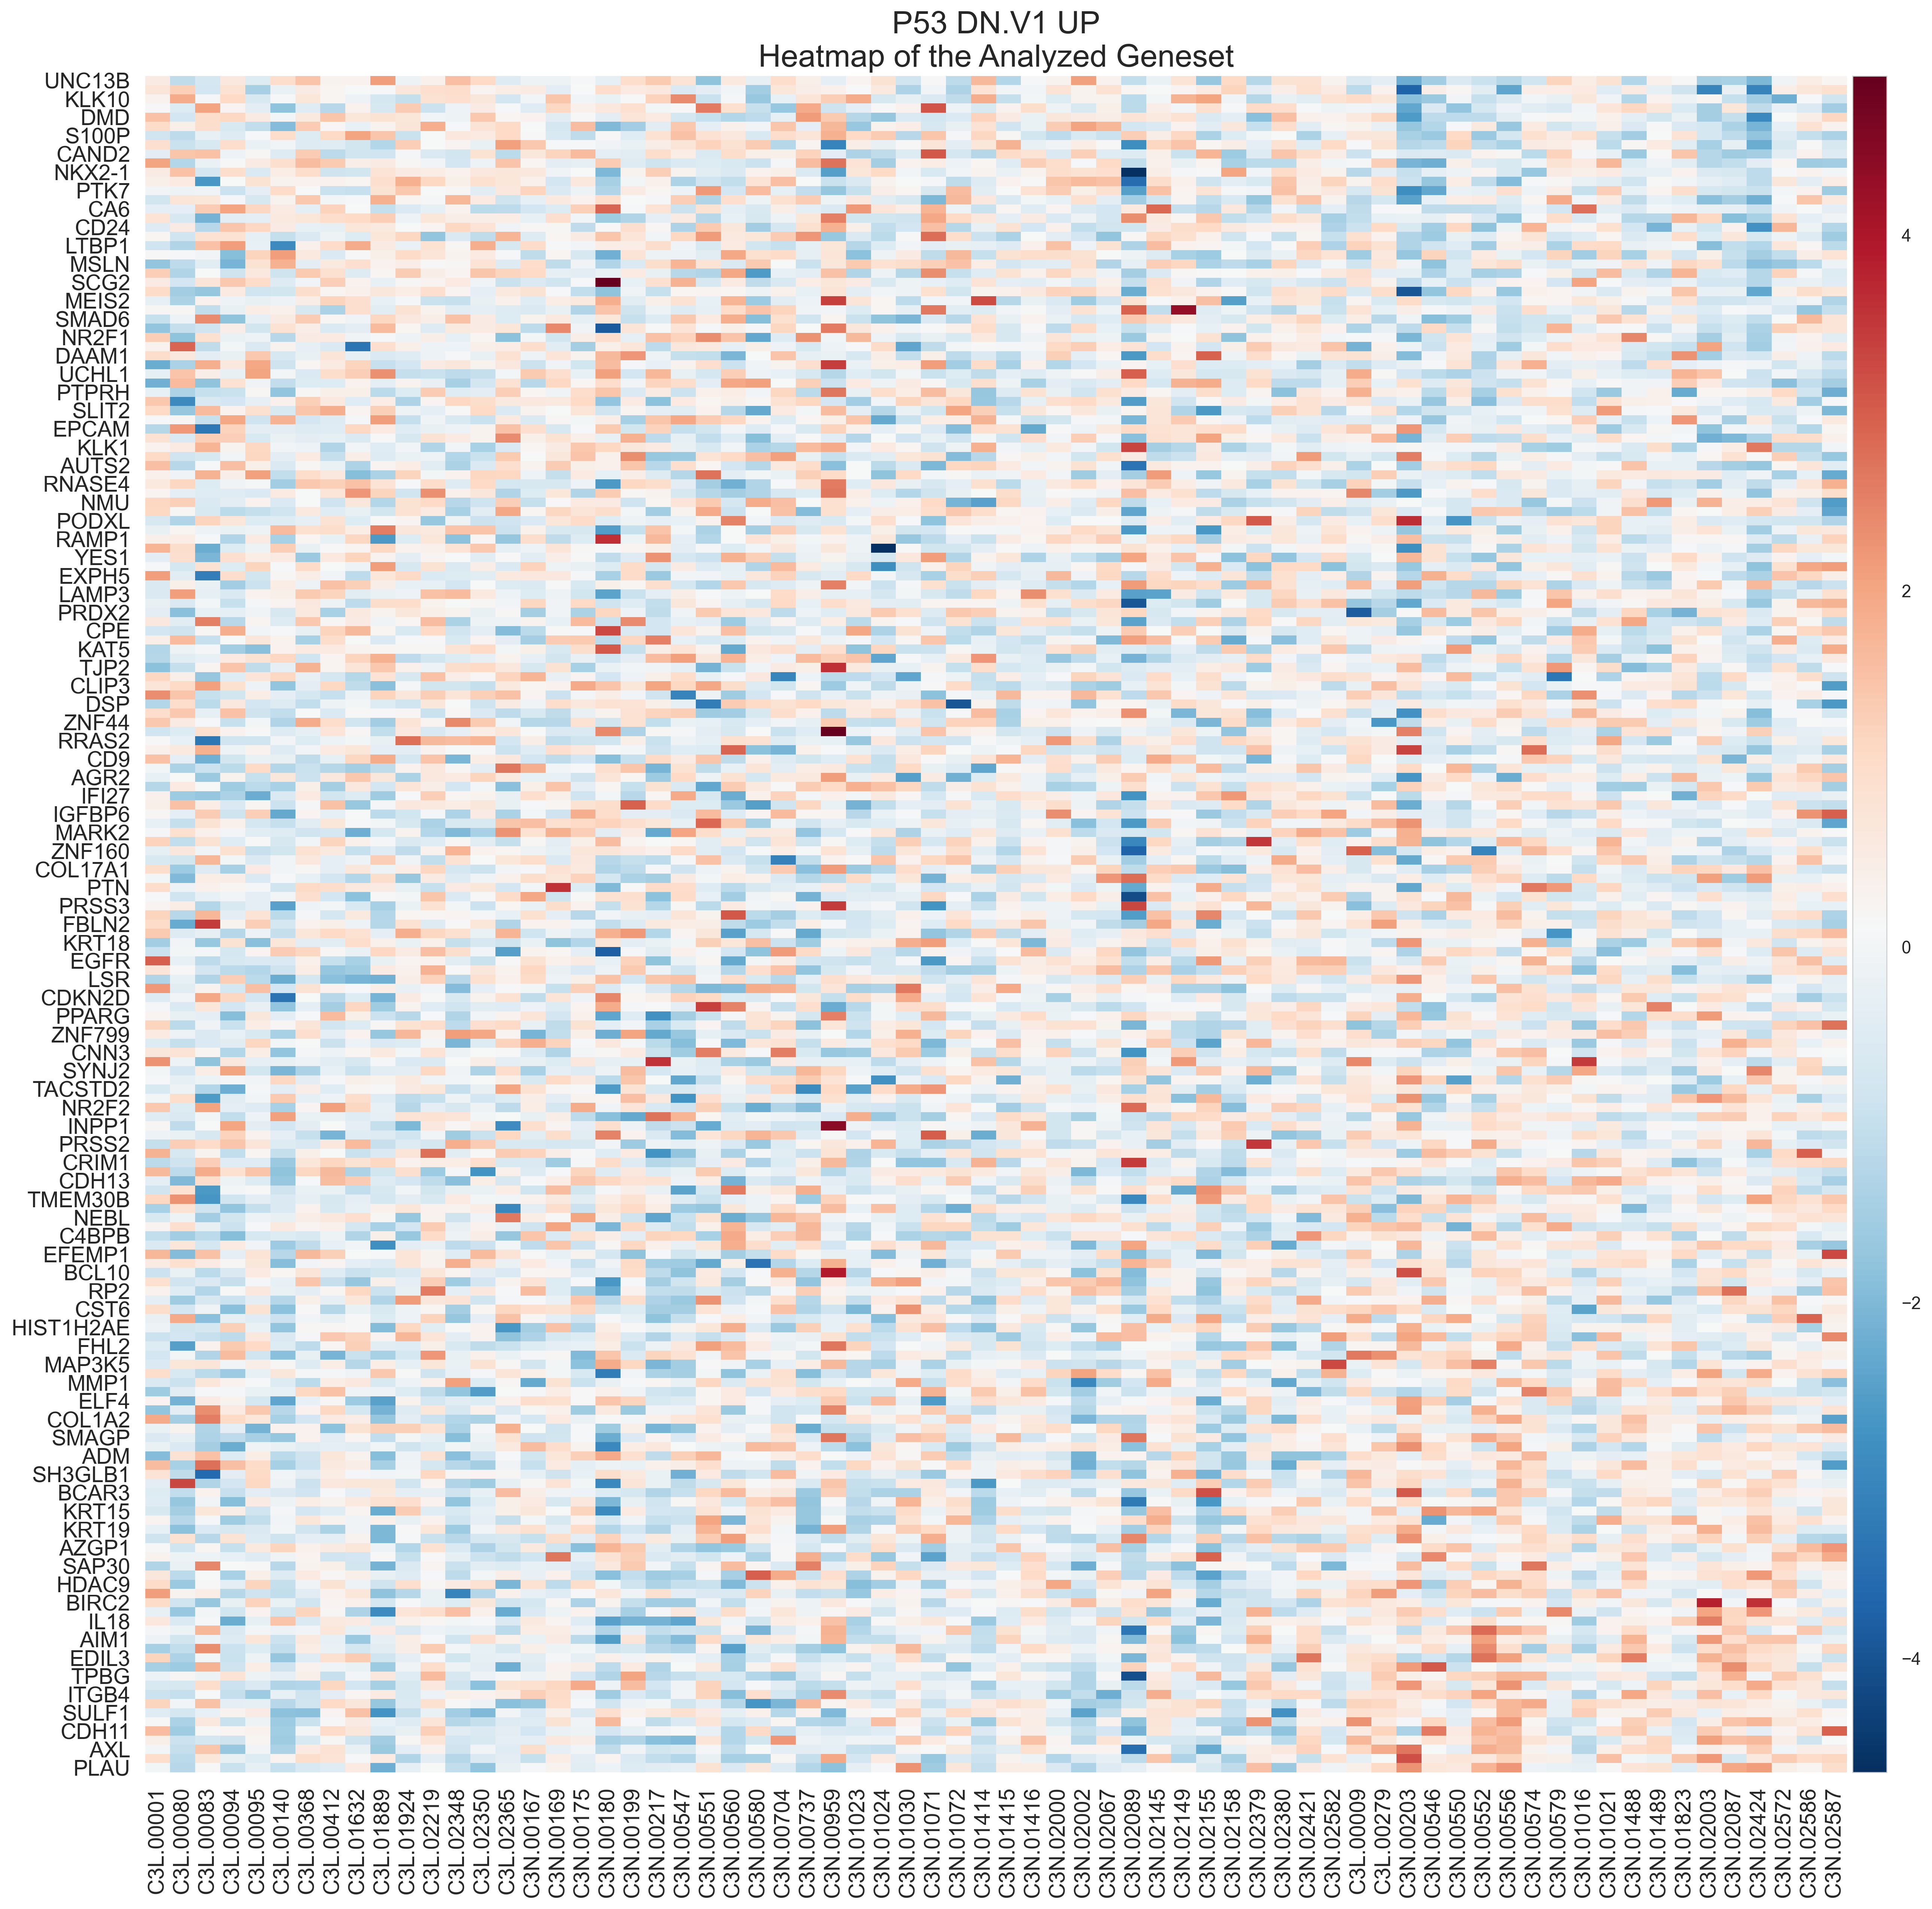 P53 DN.V1 UP
Heatmap of the Analyzed Geneset
UNC13B
KLK10
DMD
S100P
CAND2
NKX2-1
PTK7
CA6
CD24
LTBP1
MSLN
SCG2
MEIS2
SMAD6
NR2F1
DAAM1
UCHL1
PTPRH
SLIT2
EPCAM
KLK1
AUTS2
RNASE4
NMU
PODXL
RAMP1
YES1
EXPH5
LAMP3
PRDX2
CPE
KAT5
TJP2
CLIP3
DSP
ZNF44
RRAS2
CD9
AGR2
IFI27
IGFBP6
MARK2
ZNF160
COL17A1
PTN
PRSS3
FBLN2
KRT18
EGFR
LSR
CDKN2D
PPARG
ZNF799
CNN3
SYNJ2
TACSTD2
NR2F2
INPP1
PRSS2
CRIM1
CDH13
TMEM30B
NEBL
C4BPB
EFEMP1
BCL10
RP2
CST6
HIST1H2AE
FHL2
MAP3K5
MMP1
ELF4
COL1A2
SMAGP
ADM
SH3GLB1
BCAR3
KRT15
KRT19
AZGP1
SAP30
HDAC9
BIRC2
IL18
AIM1
EDIL3
TPBG
ITGB4
SULF1
CDH11
AXL
PLAU
C3L.00001
C3L.00080
C3L.00083
C3L.00094
C3L.00095
C3L.00140
C3L.00368
C3L.00412
C3L.01632
C3L.01889
C3L.01924
C3L.02219
C3L.02348
C3L.02350
C3L.02365
C3N.00167
C3N.00169
C3N.00175
C3N.00180
C3N.00199
C3N.00217
C3N.00547
C3N.00551
C3N.00560
C3N.00580
C3N.00704
C3N.00737
C3N.00959
C3N.01023
C3N.01024
C3N.01030
C3N.01071
C3N.01072
C3N.01414
C3N.01415
C3N.01416
C3N.02000
C3N.02002
C3N.02067
C3N.02089
C3N.02145
C3N.02149
C3N.02155
C3N.02158
C3N.02379
C3N.02380
C3N.02421
C3N.02582
C3L.00009
C3L.00279
C3N.00203
C3N.00546
C3N.00550
C3N.00552
C3N.00556
C3N.00574
C3N.00579
C3N.01016
C3N.01021
C3N.01488
C3N.01489
C3N.01823
C3N.02003
C3N.02087
C3N.02424
C3N.02572
C3N.02586
C3N.02587
4
2
0
−2
−4